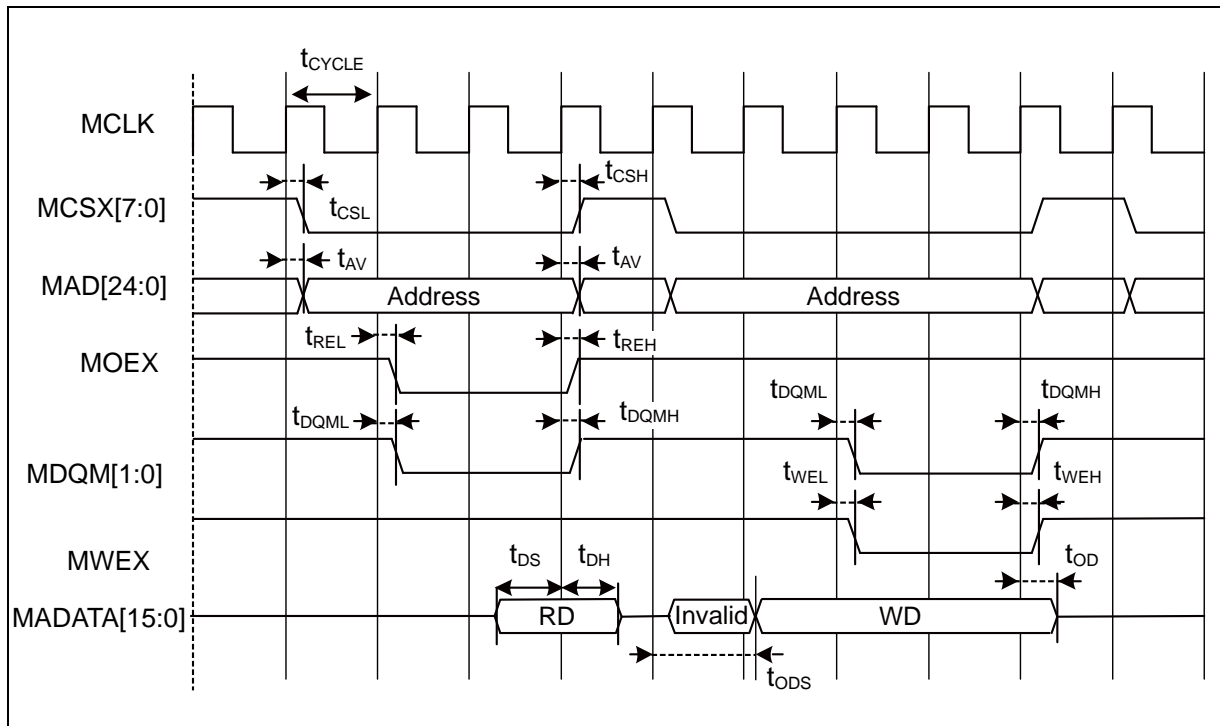 tCYCLE
MCLK
tCSH
MCSX[7:0]
tCSL
tAV
tAV
MAD[24:0]
Address
Address
tREL
tREH
MOEX
tDQML
tDQMH
tDQML
tDQMH
MDQM[1:0]
tWEL
tWEH
MWEX
tDS
tDH
tOD
MADATA[15:0]
RD
Invalid
WD
tODS